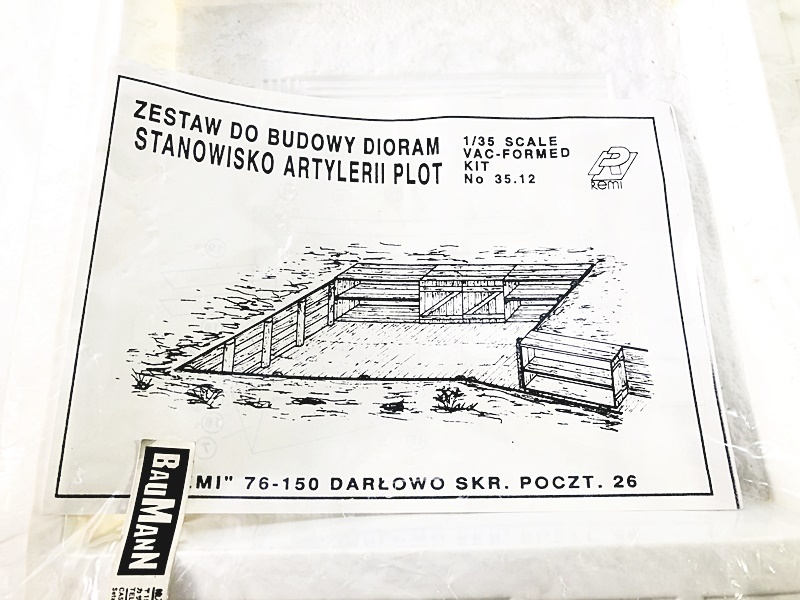 ZESTAW DO BUDOWY DIORAM
STANOWISKO ARTYLERII PLOT
1/35 SCALE
VAC-FORMED
KIT
No 35.12
Remi
MI" 76-150 DARŁOWO SKR. POCZT. 26
BAUMANN